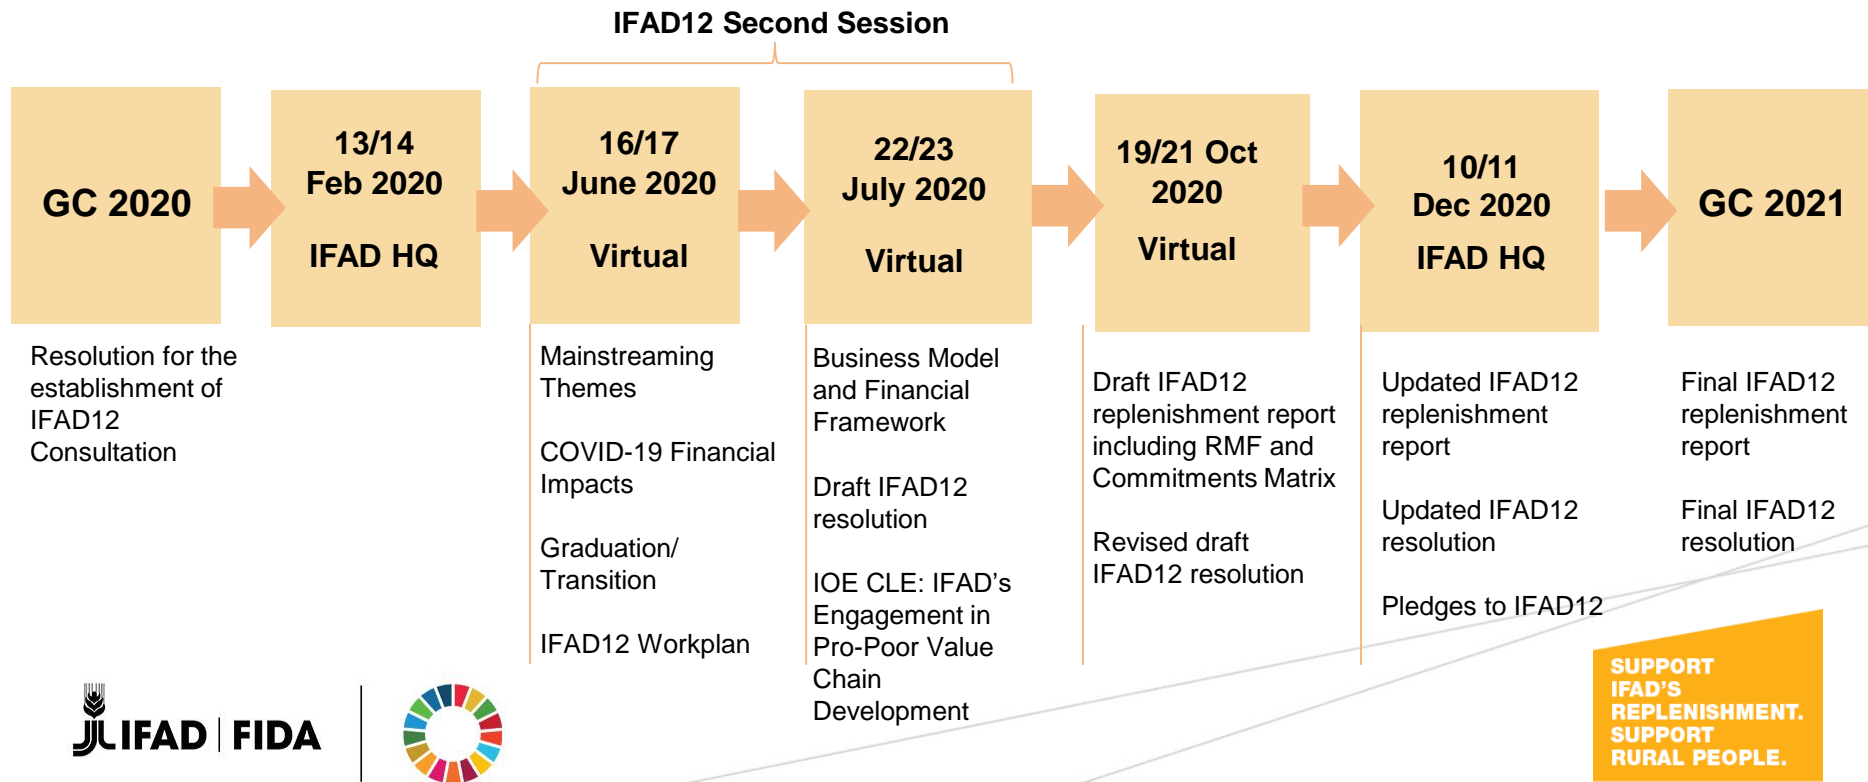 IFAD12 Second Session
GC 2020
13/14
Feb 2020
IFAD HQ
16/17
June 2020
Virtual
22/23
July 2020
Virtual
19/21 Oct
2020
Virtual
10/11
Dec 2020
IFAD HQ
GC 2021
Resolution for the
establishment of
IFAD12
Consultation
Mainstreaming
Themes
COVID-19 Financial
Impacts
Graduation/
Transition
IFAD12 Workplan
Business Model
and Financial
Framework
Draft IFAD12
resolution
IOE CLE: IFAD’s
Engagement in
Pro-Poor Value
Chain
Development
Draft IFAD12
replenishment report
including RMF and
Commitments Matrix
Revised draft
IFAD12 resolution
Updated IFAD12
replenishment
report
Updated IFAD12
resolution
Pledges to IFAD12
Final IFAD12
replenishment
report
Final IFAD12
resolution
IFAD | FIDA
SUPPORT
IFAD’S
REPLENISHMENT.
SUPPORT
RURAL PEOPLE.